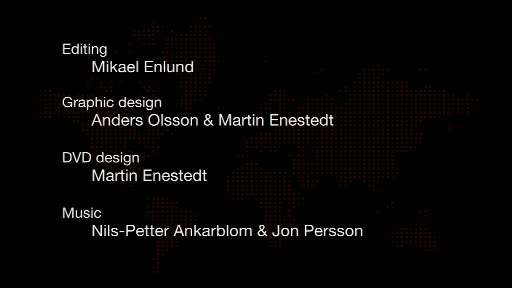 Editing
Mikael Enlund
Graphic design
Anders Olsson & Martin Enestedt
DVD design
Martin Enestedt
Music
Nils-Petter Ankarblom & Jon Persson